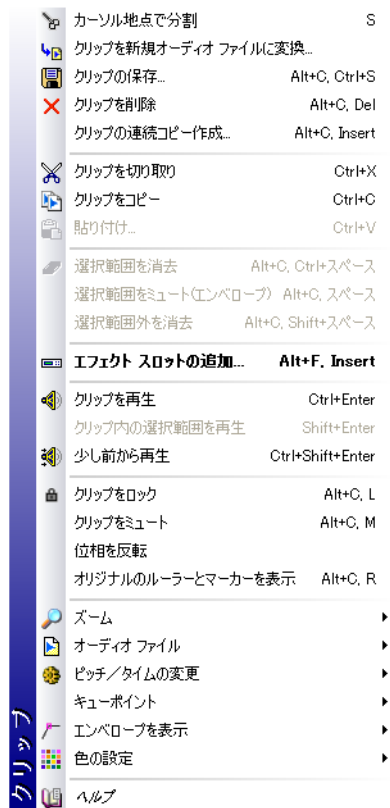 カーソル地点で分割 S
クリップを新規オーディオ ファイルに変換...
クリップの保存... Alt+C, Ctrl+S
クリップを削除 Alt+C, Del
クリップの連続コピー作成... Alt+C, Insert
クリップを切り取り Ctrl+X
クリップをコピー Ctrl+C
貼り付け... Ctrl+V
選択範囲を消去 Alt+C, Ctrl+スペース
選択範囲をミュート(エンベロープ) Alt+C, スペース
選択範囲外を消去 Alt+C, Shift+スペース
エフェクト スロットの追加... Alt+F, Insert
クリップを再生 Ctrl+Enter
クリップ内の選択範囲を再生 Shift+Enter
少し前から再生 Ctrl+Shift+Enter
クリップをロック Alt+C, L
クリップをミュート Alt+C, M
位相を反転
オリジナルのルーラーとマーカーを表示 Alt+C, R
ズーム
オーディオ ファイル
ピッチ／タイムの変更
キューポイント
エンベロープを表示
色の設定
ヘルプ
クリップ